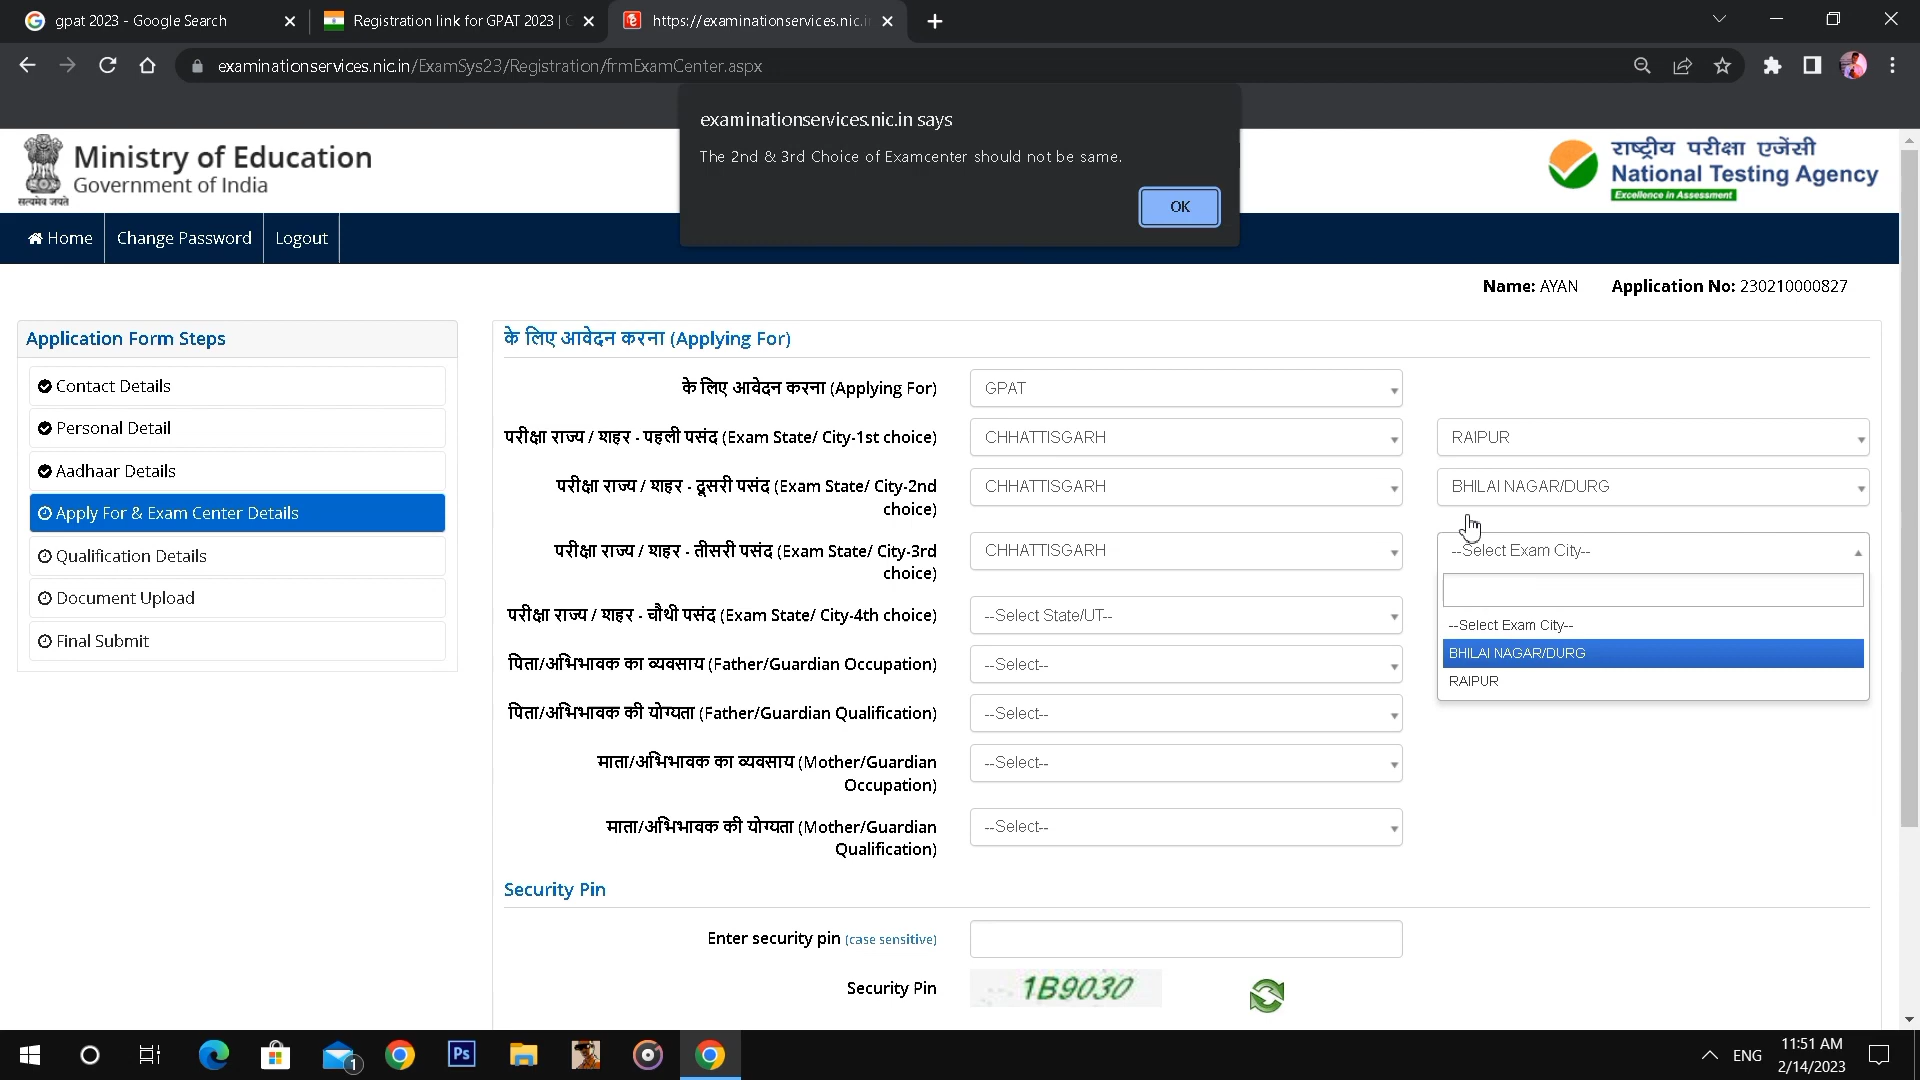 gpat 2023 - Google Search
Registration link for GPAT 2023 |
https://examinationservices.nic.i
examinationservices.nic.in/ExamSys23/Registration/frmExamCenter.aspx
examinationservices.nic.in says
The 2nd & 3rd Choice of Examcenter should not be same.
OK
सत्यमेव जयते
Ministry of Education
Government of India
राष्ट्रीय परीक्षा एजेंसी
National Testing Agency
Excellence in Assessment
Home
Change Password
Logout
Name: AYAN
Application No: 230210000827
Application Form Steps
Contact Details
Personal Detail
Aadhaar Details
Apply For & Exam Center Details
Qualification Details
Document Upload
Final Submit
के लिए आवेदन करना (Applying For)
के लिए आवेदन करना (Applying For)
GPAT
परीक्षा राज्य / शहर - पहली पसंद (Exam State/ City-1st choice)
CHHATTISGARH
RAIPUR
परीक्षा राज्य / शहर - दूसरी पसंद (Exam State/ City-2nd
choice)
CHHATTISGARH
BHILAI NAGAR/DURG
परीक्षा राज्य / शहर - तीसरी पसंद (Exam State/ City-3rd
choice)
CHHATTISGARH
--Select Exam City--
--Select Exam City--
BHILAI NAGAR/DURG
RAIPUR
परीक्षा राज्य / शहर - चौथी पसंद (Exam State/ City-4th choice)
--Select State/UT--
पिता/अभिभावक का व्यवसाय (Father/Guardian Occupation)
--Select--
पिता/अभिभावक की योग्यता (Father/Guardian Qualification)
--Select--
माता/अभिभावक का व्यवसाय (Mother/Guardian
Occupation)
--Select--
माता/अभिभावक की योग्यता (Mother/Guardian
Qualification)
--Select--
Security Pin
Enter security pin (case sensitive)
Security Pin
1B9030
1
Ps
ENG
11:51 AM
2/14/2023